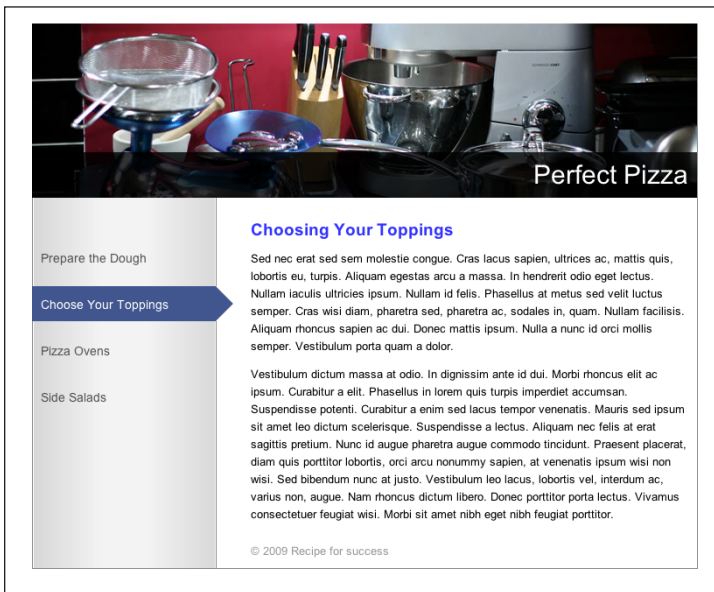 Perfect Pizza
Prepare the Dough
Choose Your Toppings
Pizza Ovens
Side Salads
Choosing Your Toppings
Sed nec erat sed sem molestie congue. Cras lacus sapien, ultrices ac, mattis quis,
lobortis eu, turpis. Aliquam egestas arcu a massa. In hendrerit odio eget lectus.
Nullam iaculis ultricies ipsum. Nullam id felis. Phasellus at metus sed velit luctus
semper. Cras wisi diam, pharetra sed, pharetra ac, sodales in, quam. Nullam facilisis.
Aliquam rhoncus sapien ac dui. Donec mattis ipsum. Nulla a nunc id orci mollis
semper. Vestibulum porta quam a dolor.
Vestibulum dictum massa at odio. In dignissim ante id dui. Morbi rhoncus elit ac
ipsum. Curabitur a elit. Phasellus in lorem quis turpis imperdiet accumsan.
Suspendisse potenti. Curabitur a enim sed lacus tempor venenatis. Mauris sed ipsum
sit amet leo dictum scelerisque. Suspendisse a lectus. Aliquam nec felis at erat
sagittis pretium. Nunc id augue pharetra augue commodo tincidunt. Praesent placerat,
diam quis porttitor lobortis, orci arcu nonummy sapien, at venenatis ipsum wisi non
wisi. Sed bibendum nunc at justo. Vestibulum leo lacus, lobortis vel, interdum ac,
varius non, augue. Nam rhoncus dictum libero. Donec porttitor porta lectus. Vivamus
consectetuer feugiat wisi. Morbi sit amet nibh eget nibh feugiat porttitor.
© 2009 Recipe for success